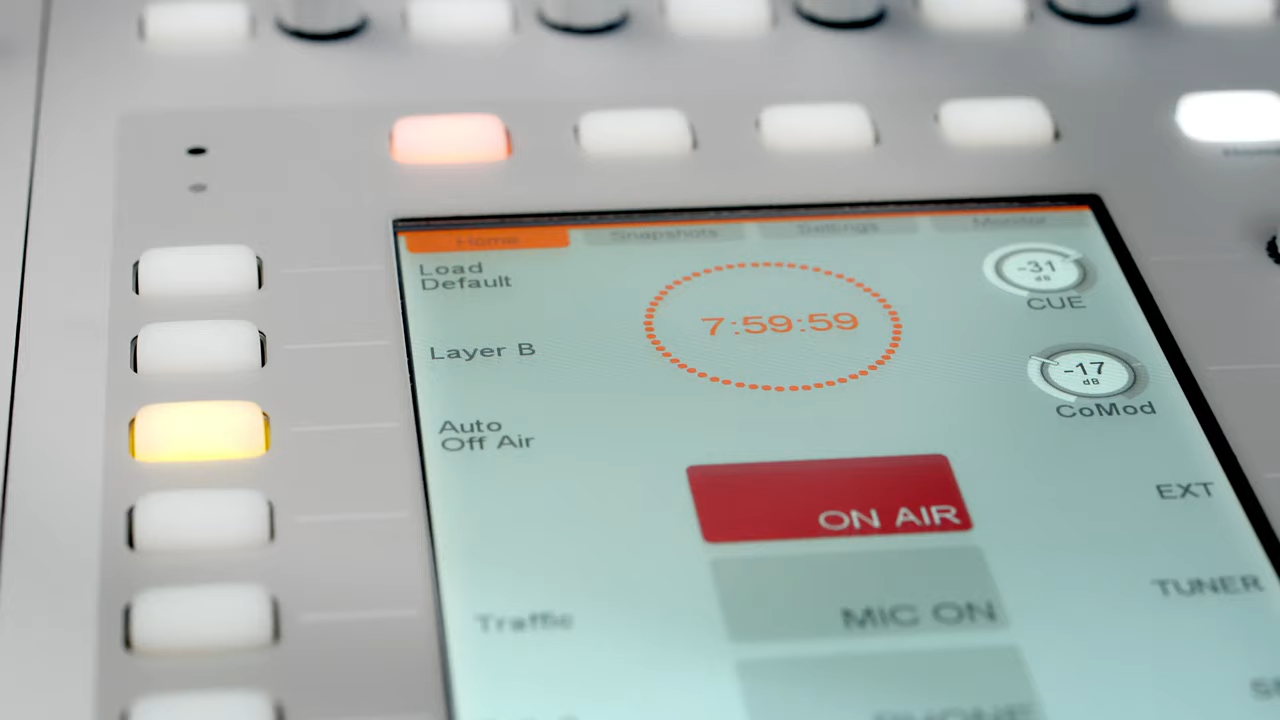 Home
Snapshots
Settings
Monitor
Load
Default
7:59:59
-31
dB
CUE
Layer B
-17
dB
CoMod
Auto
Off Air
ON AIR
EXT
MIC ON
TUNER
Traffic
PHONE